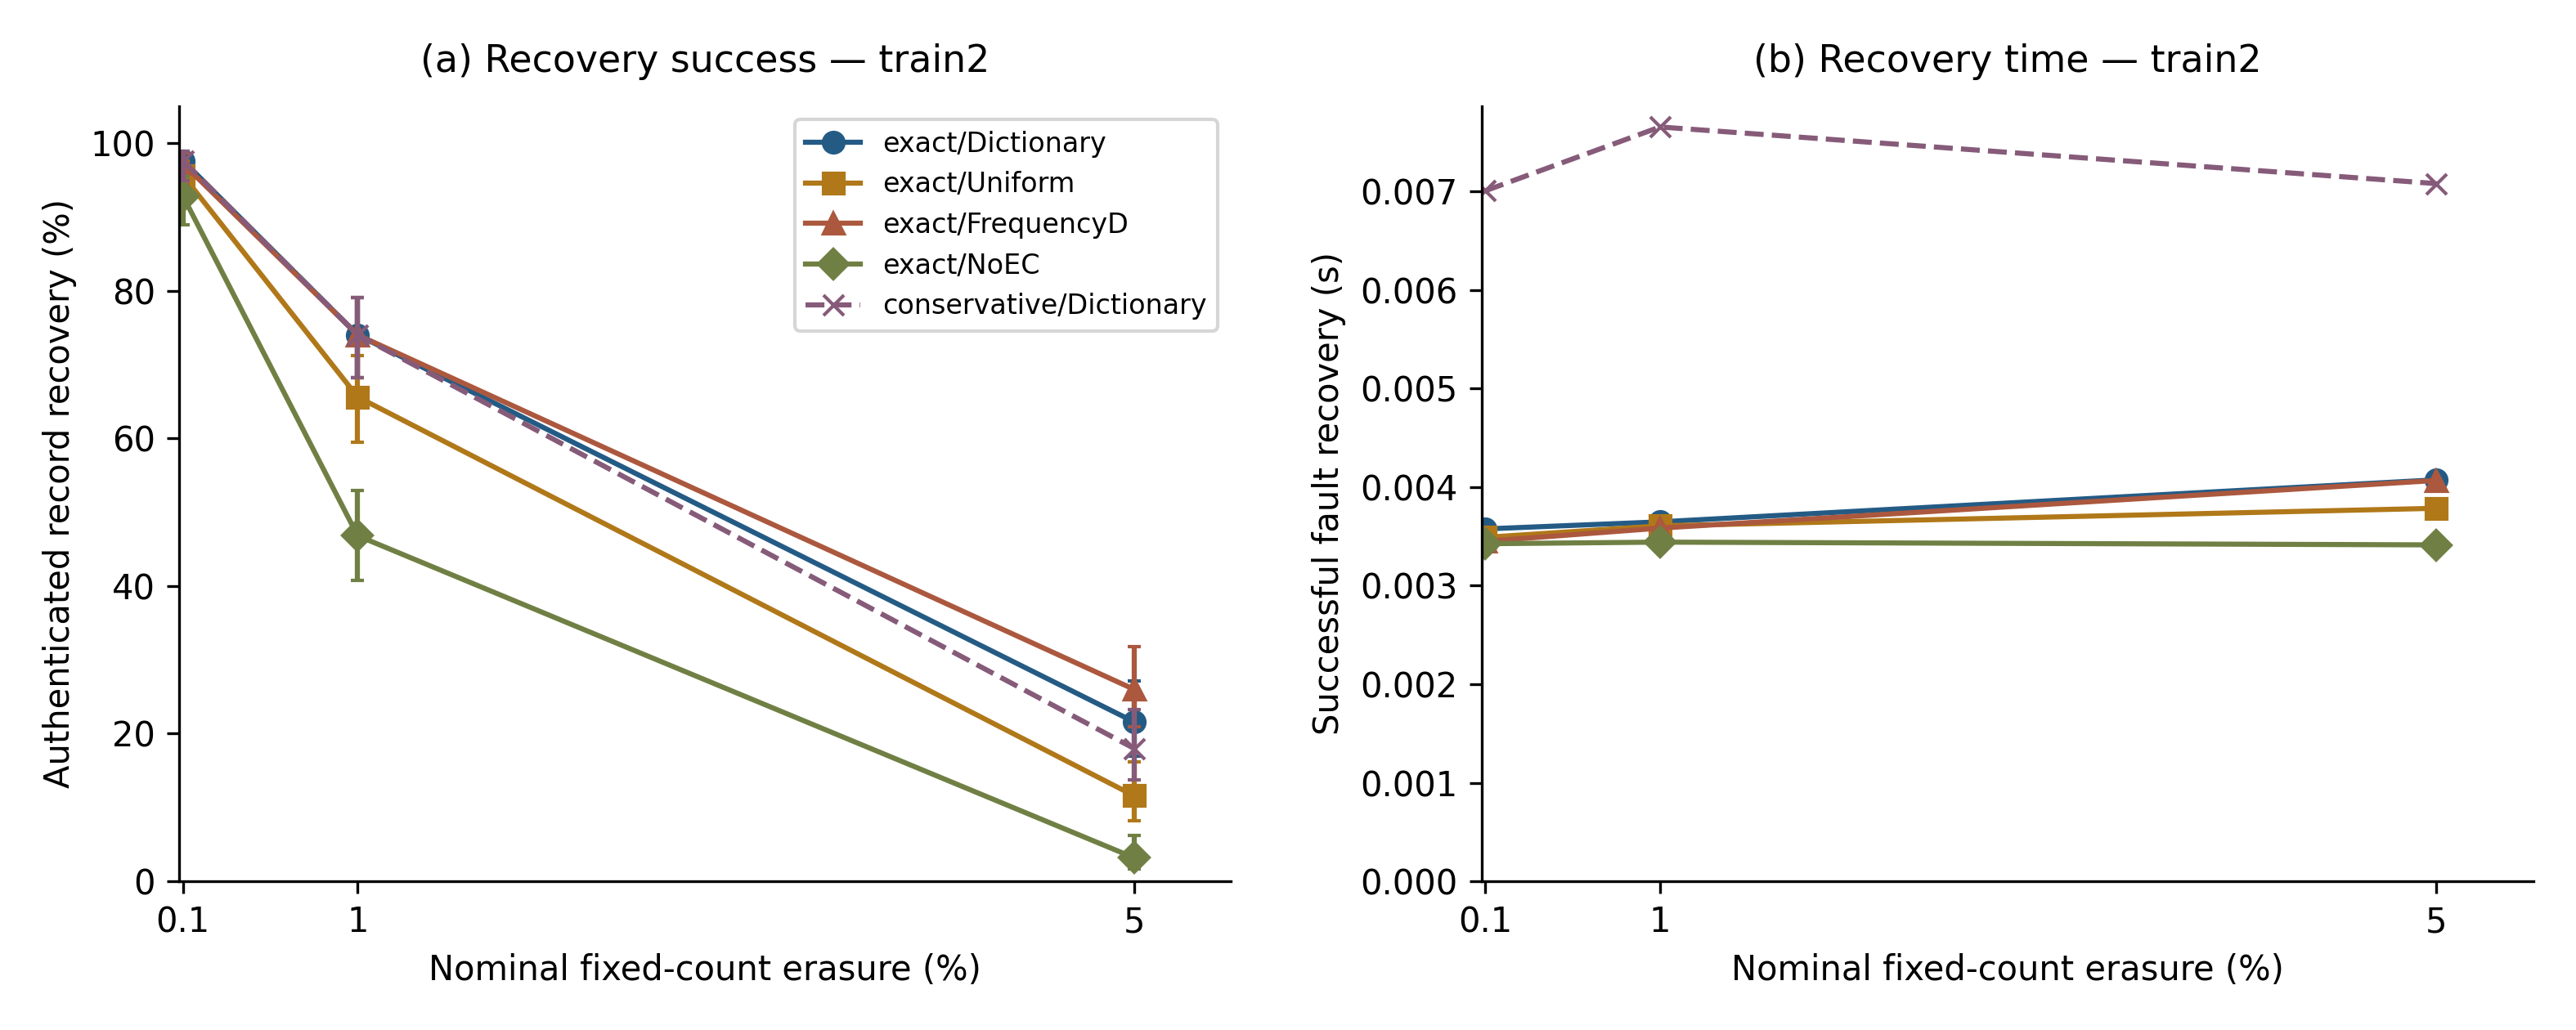 (a) Recovery success — train2
Authenticated record recovery (%)
100
80
60
40
20
0
0.1
1
5
Nominal fixed-count erasure (%)
exact/Dictionary
exact/Uniform
exact/FrequencyD
exact/NoEC
conservative/Dictionary
(b) Recovery time — train2
Successful fault recovery (s)
0.007
0.006
0.005
0.004
0.003
0.002
0.001
0.000
0.1
1
5
Nominal fixed-count erasure (%)